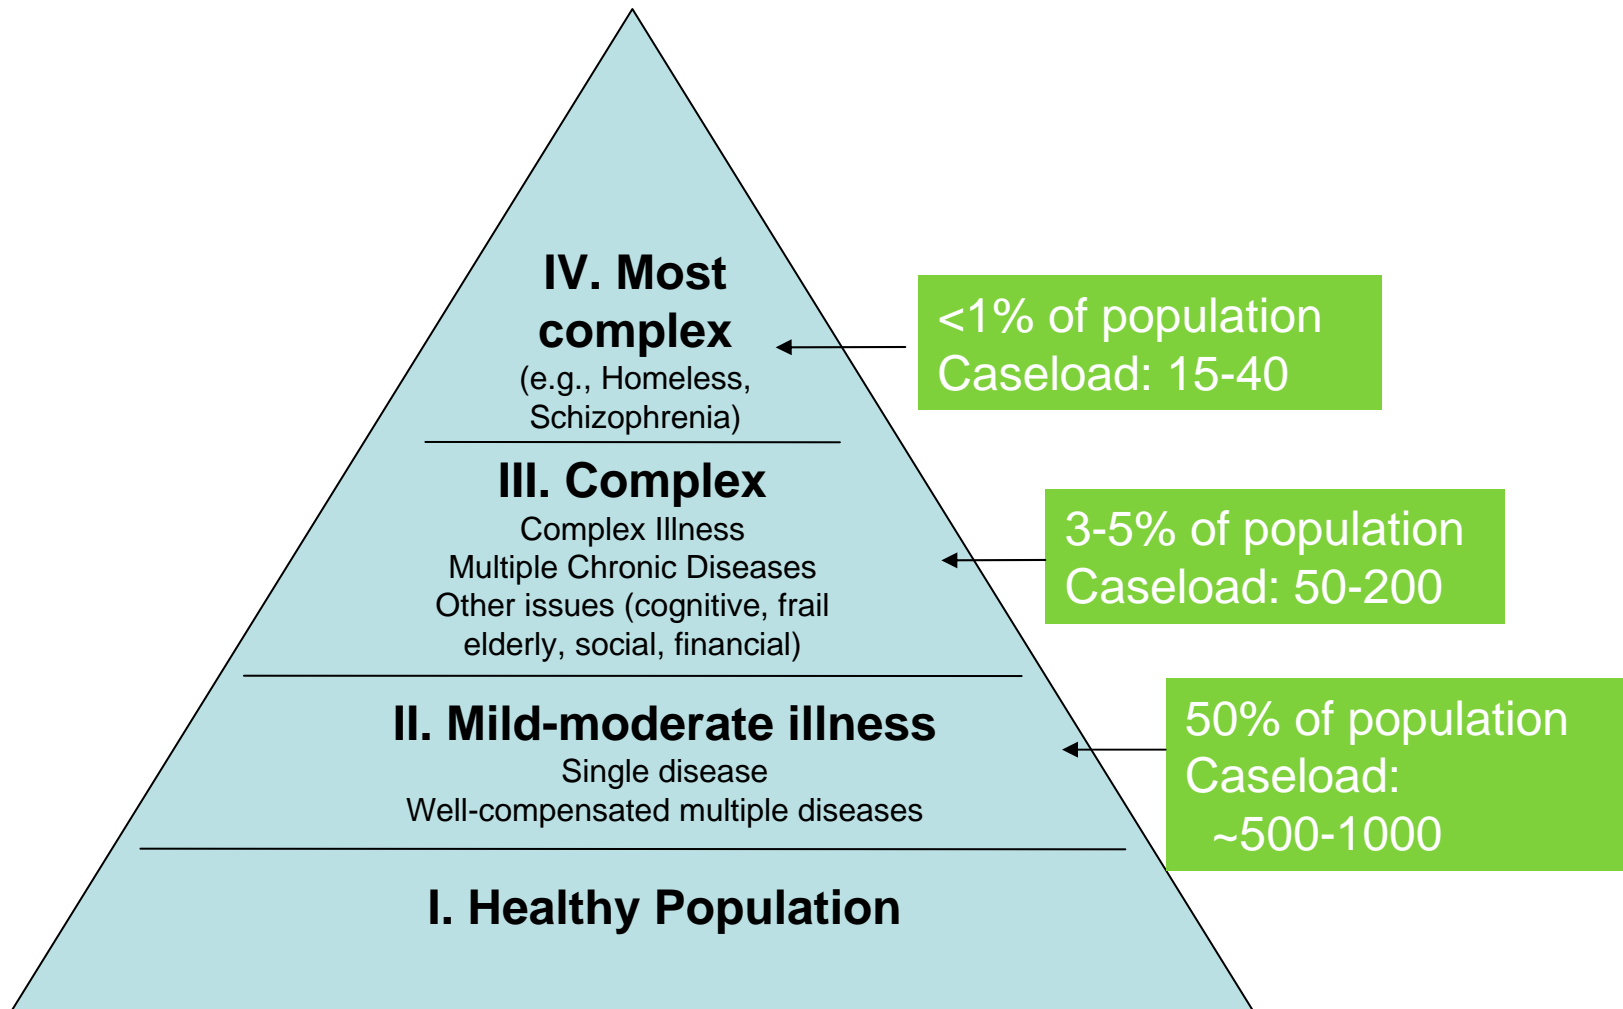 IV. Most
complex
(e.g., Homeless,
Schizophrenia)
<1% of population
Caseload: 15-40
III. Complex
Complex Illness
Multiple Chronic Diseases
Other issues (cognitive, frail
elderly, social, financial)
3-5% of population
Caseload: 50-200
II. Mild-moderate illness
Single disease
Well-compensated multiple diseases
50% of population
Caseload:
~500-1000
I. Healthy Population